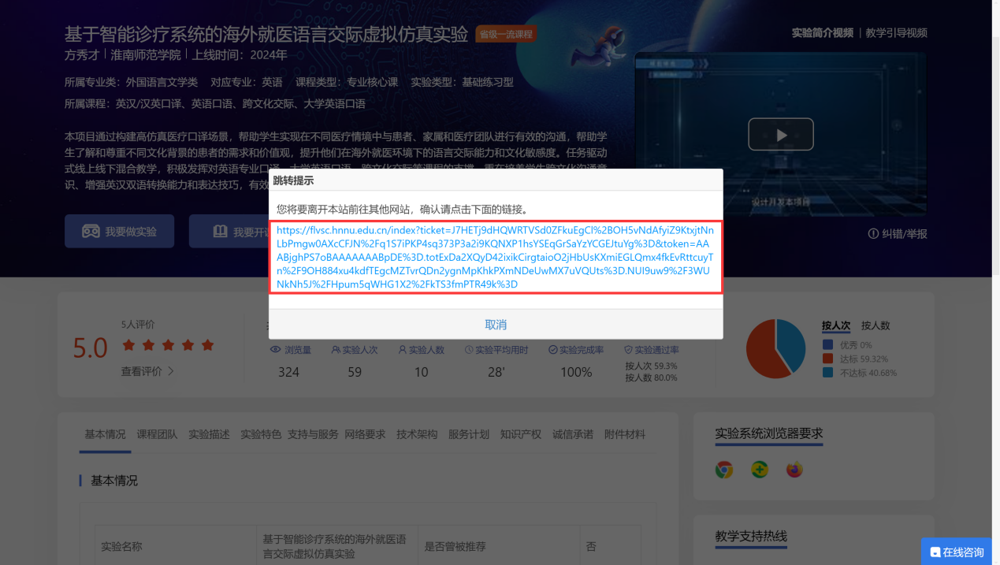 基于智能诊疗系统的海外就医语言交际虚拟仿真实验 省级一流课程
方秀才 | 淮南师范学院 | 上线时间：2024年
所属专业类：外国语言文学类 对应专业：英语 课程类型：专业核心课 实验类型：基础练习型
所属课程：英汉/汉英口译、英语口语、跨文化交际、大学英语口语
本项目通过构建高仿真医疗口译场景，帮助学生实现在不同医疗情境中与患者、家属和医疗团队进行有效的沟通，帮助学
生了解和尊重不同文化背景的患者的需求和价值观，提升他们在海外就医环境下的语言交际能力和文化敏感度。任务驱动
式线上线下混合教学，积极发挥对英语专业口译、大学英语口语、跨文化交际等课程的支撑，重在培养学生跨文化沟通意
识、增强英汉双语转换能力和表达技巧，有效
我要做实验
我要开
实验简介视频 | 教学引导视频
设计开发本项目
纠错/举报
跳转提示
您将要离开本站前往其他网站，确认请点击下面的链接。
https://flvsc.hnnu.edu.cn/index?ticket=J7HETj9dHQWRTVSd0ZFkuEgCl%2BOH5vNdAfyiZ9KtxjtNn
LbPmgw0AXcCFJN%2Fq1S7iPKP4sq373P3a2i9KQNXP1hsYSEqGrSaYzYCGEJtuYg%3D&token=AA
ABjghPS7oBAAAAAAABpDE%3D.totExDa2XQyD42ixikCirgtaioO2jHbUsKXmiEGLQmx4fkEvRttcuyT
n%2F9OH884xu4kdfTEgcMZTvrQDn2ygnMpKhkPXmNDeUwMX7uVQUts%3D.NUI9uw9%2F3WU
NkNh5J%2FHpum5qWHG1X2%2FkTS3fmPTR49k%3D
取消
5.0
5人评价
查看评价
浏览量 实验人次 实验人数 实验平均用时 实验完成率 实验通过率
324 59 10 28' 100%
按人次 59.3%
按人数 80.0%
按人次 按人数
优秀 0%
达标 59.32%
不达标 40.68%
基本情况 课程团队 实验描述 实验特色 支持与服务 网络要求 技术架构 服务计划 知识产权 诚信承诺 附件材料
基本情况
实验名称
基于智能诊疗系统的海外就医语
言交际虚拟仿真实验
是否曾被推荐
否
实验系统浏览器要求
教学支持热线
在线咨询